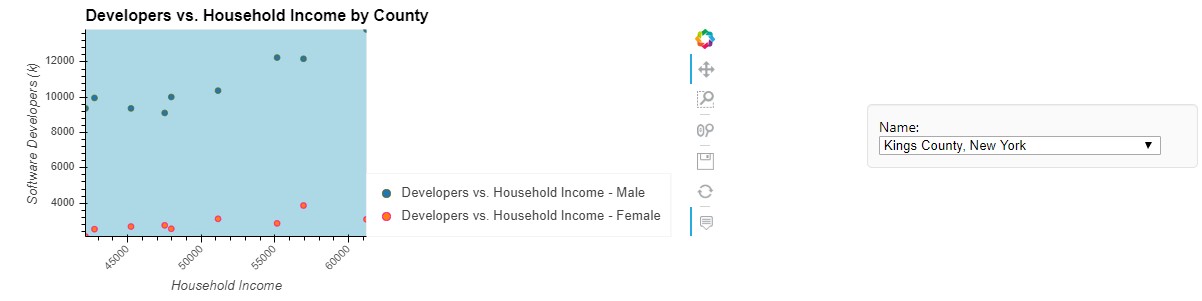 Developers vs. Household Income by County
Software Developers (k)
12000
10000
8000
6000
4000
45000
50000
55000
60000
Household Income
Developers vs. Household Income - Male
Developers vs. Household Income - Female
Name:
Kings County, New York